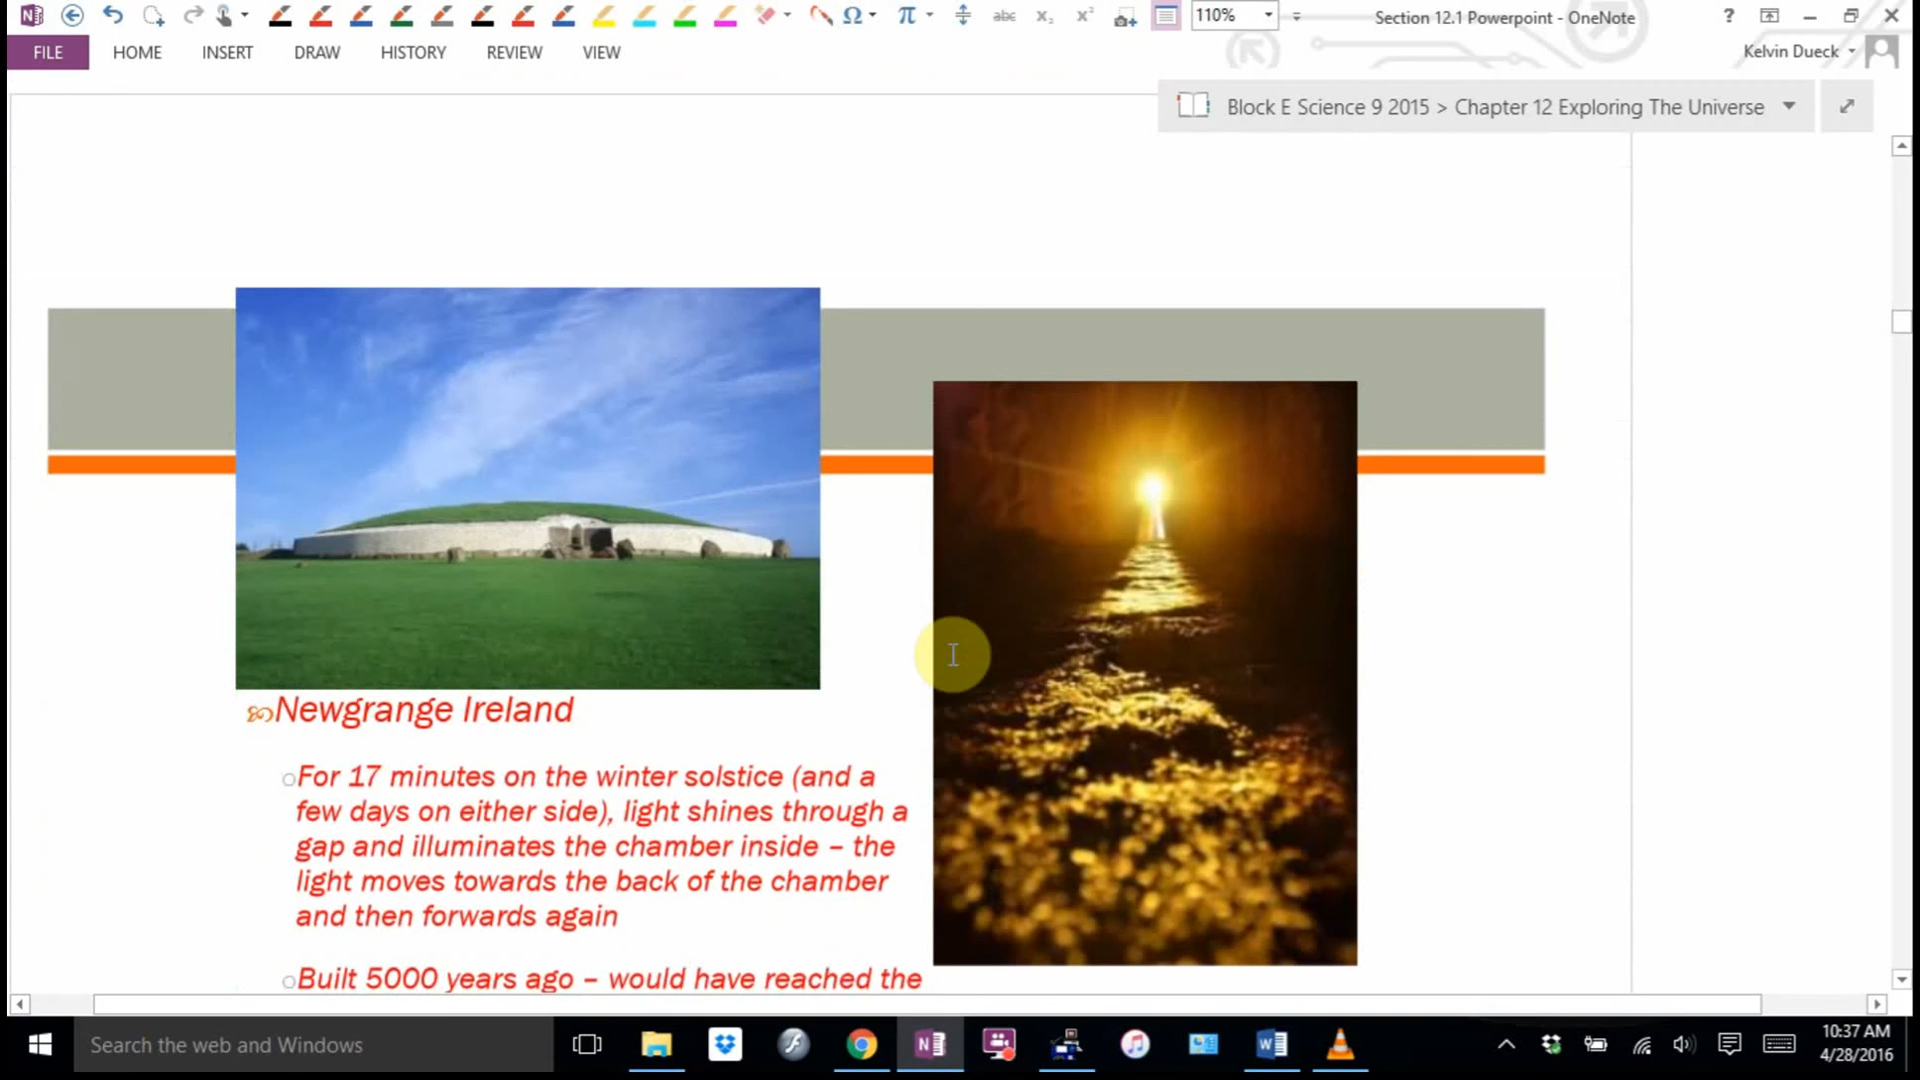 110%
Section 12.1 Powerpoint - OneNote
?
FILE
HOME
INSERT
DRAW
HISTORY
REVIEW
VIEW
Kelvin Dueck
Block E Science 9 2015 > Chapter 12 Exploring The Universe
Newgrange Ireland
For 17 minutes on the winter solstice (and a
few days on either side), light shines through a
gap and illuminates the chamber inside – the
light moves towards the back of the chamber
and then forwards again
Built 5000 years ago – would have reached the
Search the web and Windows
10:37 AM
4/28/2016